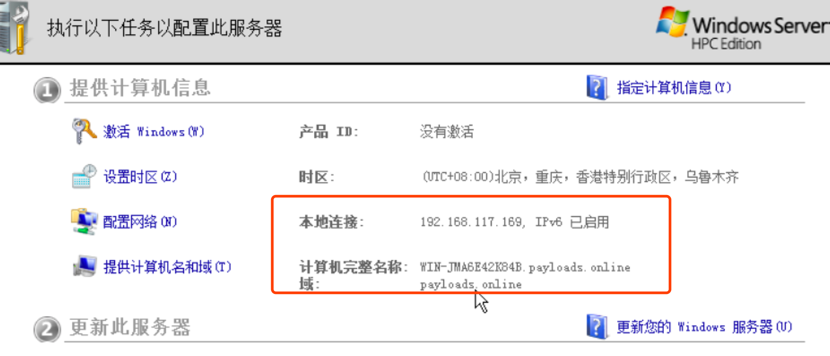 执行以下任务以配置此服务器
Windows Server
HPC Edition
1 提供计算机信息 指定计算机信息(Y)
激活 Windows(W) 产品 ID: 没有激活
设置时区(Z) 时区: (UTC+08:00)北京，重庆，香港特别行政区，乌鲁木齐
配置网络(N) 本地连接: 192.168.117.169, IPv6 已启用
提供计算机名和域(T) 计算机完整名称: WIN-JMA6E42K84B.payloads.online
域: payloads.online
2 更新此服务器 更新您的 Windows 服务器(U)